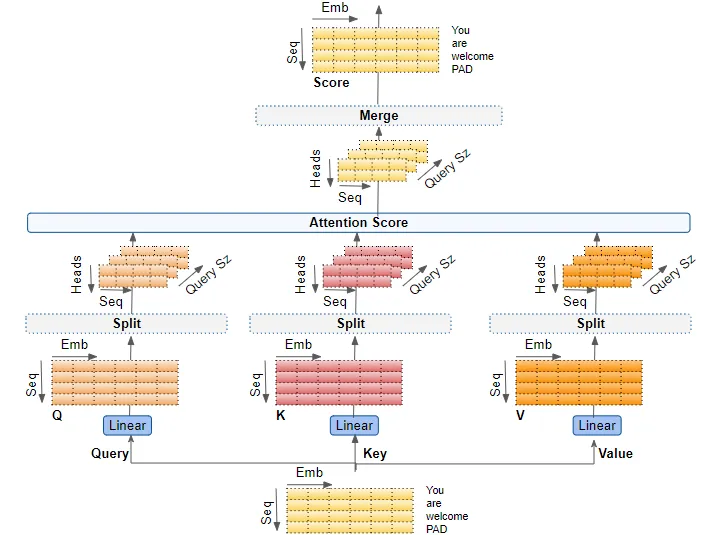 Emb
Seq
You
are
welcome
PAD
Score
Merge
Heads
Query Sz
Seq
Attention Score
Heads
Query Sz
Seq
Heads
Query Sz
Seq
Heads
Query Sz
Seq
Split
Split
Split
Emb
Seq
Emb
Seq
Emb
Seq
Q
K
V
Linear
Linear
Linear
Query
Key
Value
Emb
Seq
You
are
welcome
PAD